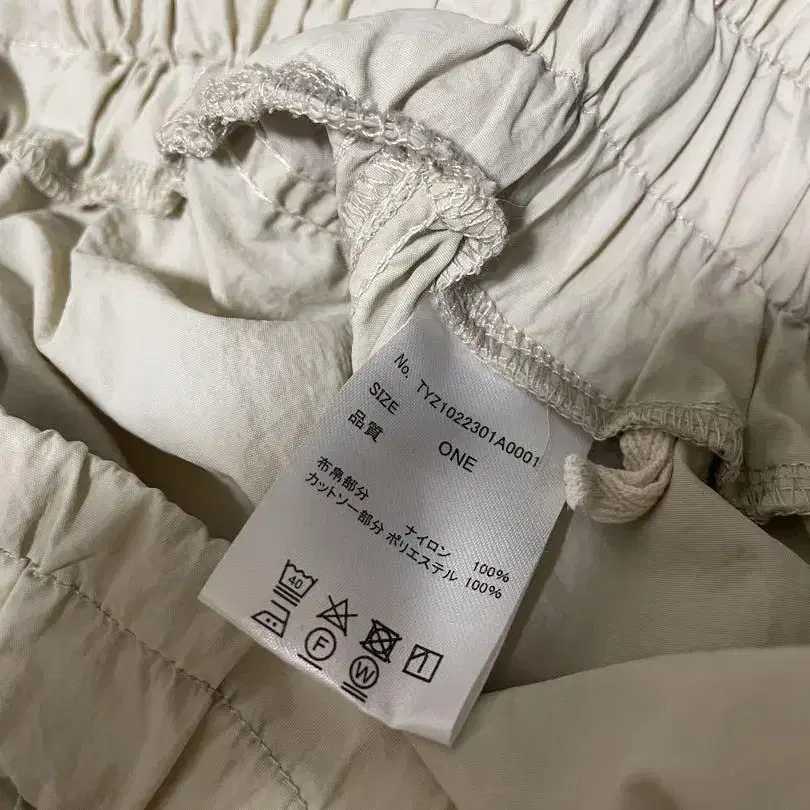 No. TYZ1022301A0001
SIZE ONE
品質
布帛部分 ナイロン 100%
カットソー部分 ポリエステル 100%
40
F
W